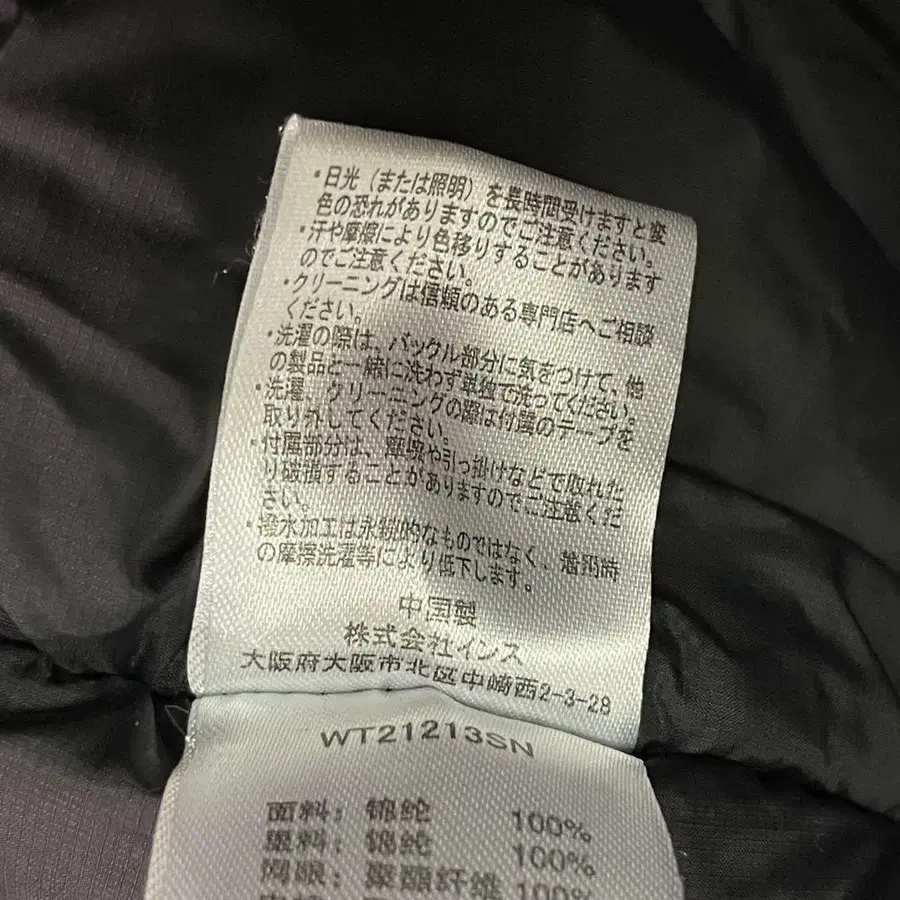 ・日光（または照明）を長時間受けますと変
色の恐れがありますのでご注意ください。
・汗や摩擦により色移りすることがあります
のでご注意ください。
・クリーニングは信頼のある専門店へご相談
ください。
・洗濯の際は、バックル部分に気をつけて、他
の製品と一緒に洗わず単独で洗ってください。
・洗濯、クリーニングの際は付属のテープを
取り外してください。
・付属部分は、摩擦や引っ掛けなどで取れた
り破損することがありますのでご注意くだ
さい。
・撥水加工は永続的なものではなく、着用時
の摩擦洗濯等により低下します。
中国製
株式会社インス
大阪府大阪市北区中崎西2-3-28
WT21213SN
面料：锦纶 100%
里料：锦纶 100%
网眼：聚酯纤维 100%